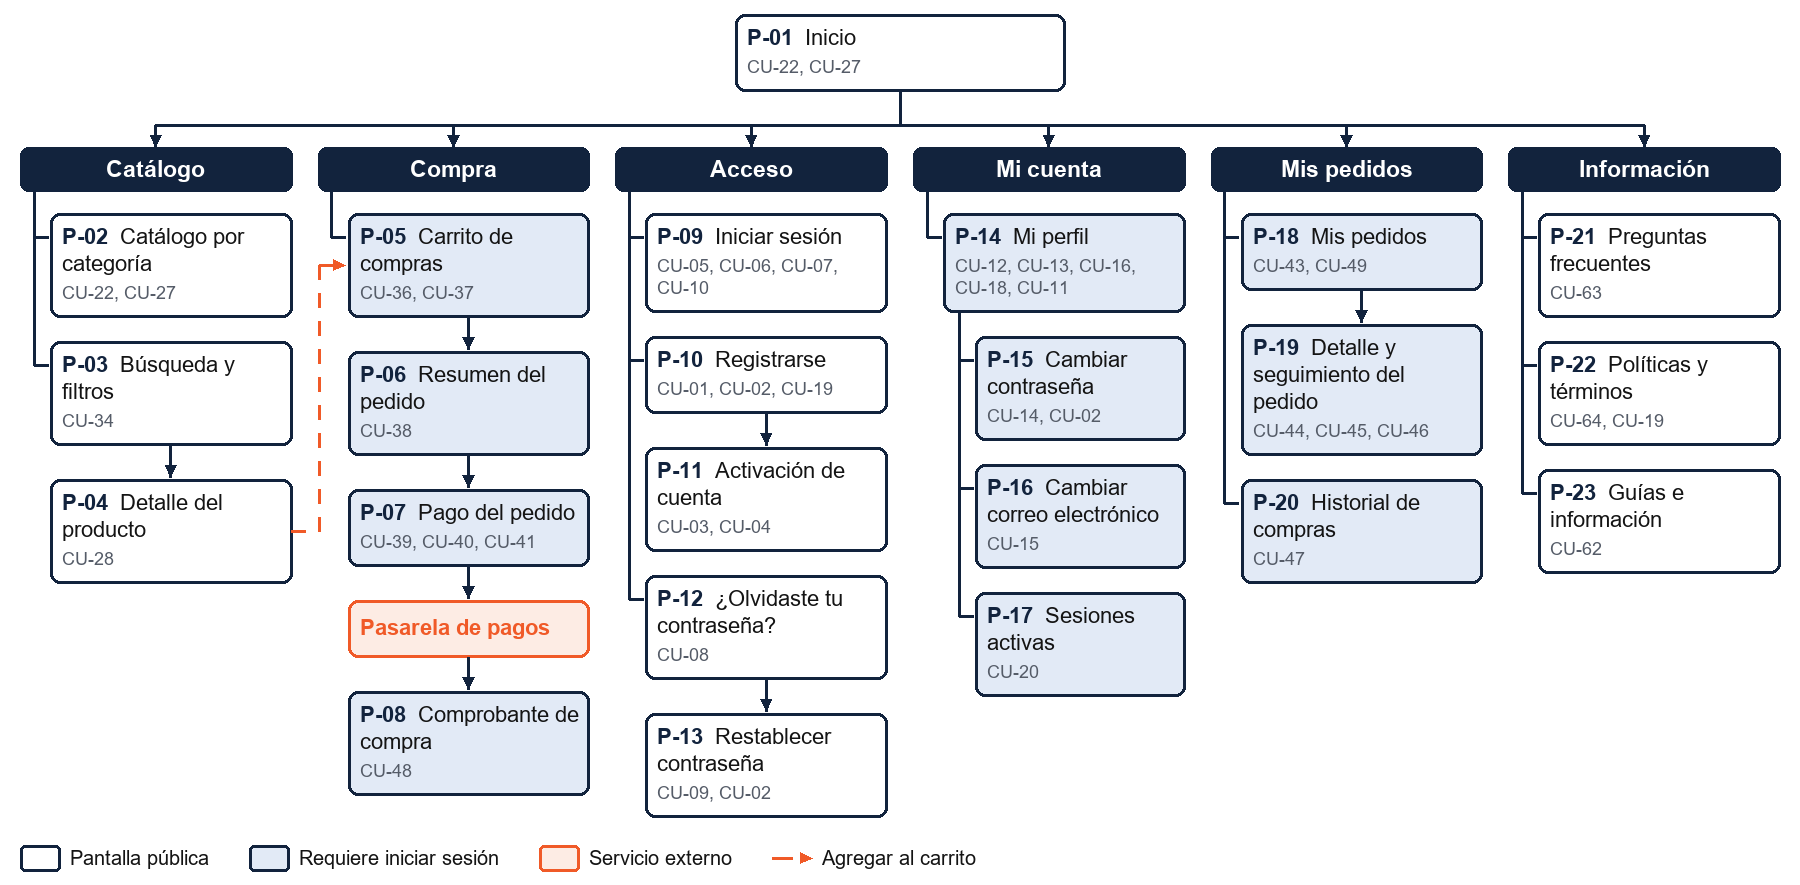 P-01 Inicio
CU-22, CU-27
Catálogo
P-02 Catálogo por
categoría
CU-22, CU-27
P-03 Búsqueda y
filtros
CU-34
P-04 Detalle del
producto
CU-28
Compra
P-05 Carrito de
compras
CU-36, CU-37
P-06 Resumen del
pedido
CU-38
P-07 Pago del pedido
CU-39, CU-40, CU-41
Pasarela de pagos
P-08 Comprobante de
compra
CU-48
Acceso
P-09 Iniciar sesión
CU-05, CU-06, CU-07,
CU-10
P-10 Registrarse
CU-01, CU-02, CU-19
P-11 Activación de
cuenta
CU-03, CU-04
P-12 ¿Olvidaste tu
contraseña?
CU-08
P-13 Restablecer
contraseña
CU-09, CU-02
Mi cuenta
P-14 Mi perfil
CU-12, CU-13, CU-16,
CU-18, CU-11
P-15 Cambiar
contraseña
CU-14, CU-02
P-16 Cambiar
correo electrónico
CU-15
P-17 Sesiones
activas
CU-20
Mis pedidos
P-18 Mis pedidos
CU-43, CU-49
P-19 Detalle y
seguimiento del
pedido
CU-44, CU-45, CU-46
P-20 Historial de
compras
CU-47
Información
P-21 Preguntas
frecuentes
CU-63
P-22 Políticas y
términos
CU-64, CU-19
P-23 Guías e
información
CU-62
Pantalla pública
Requiere iniciar sesión
Servicio externo
Agregar al carrito